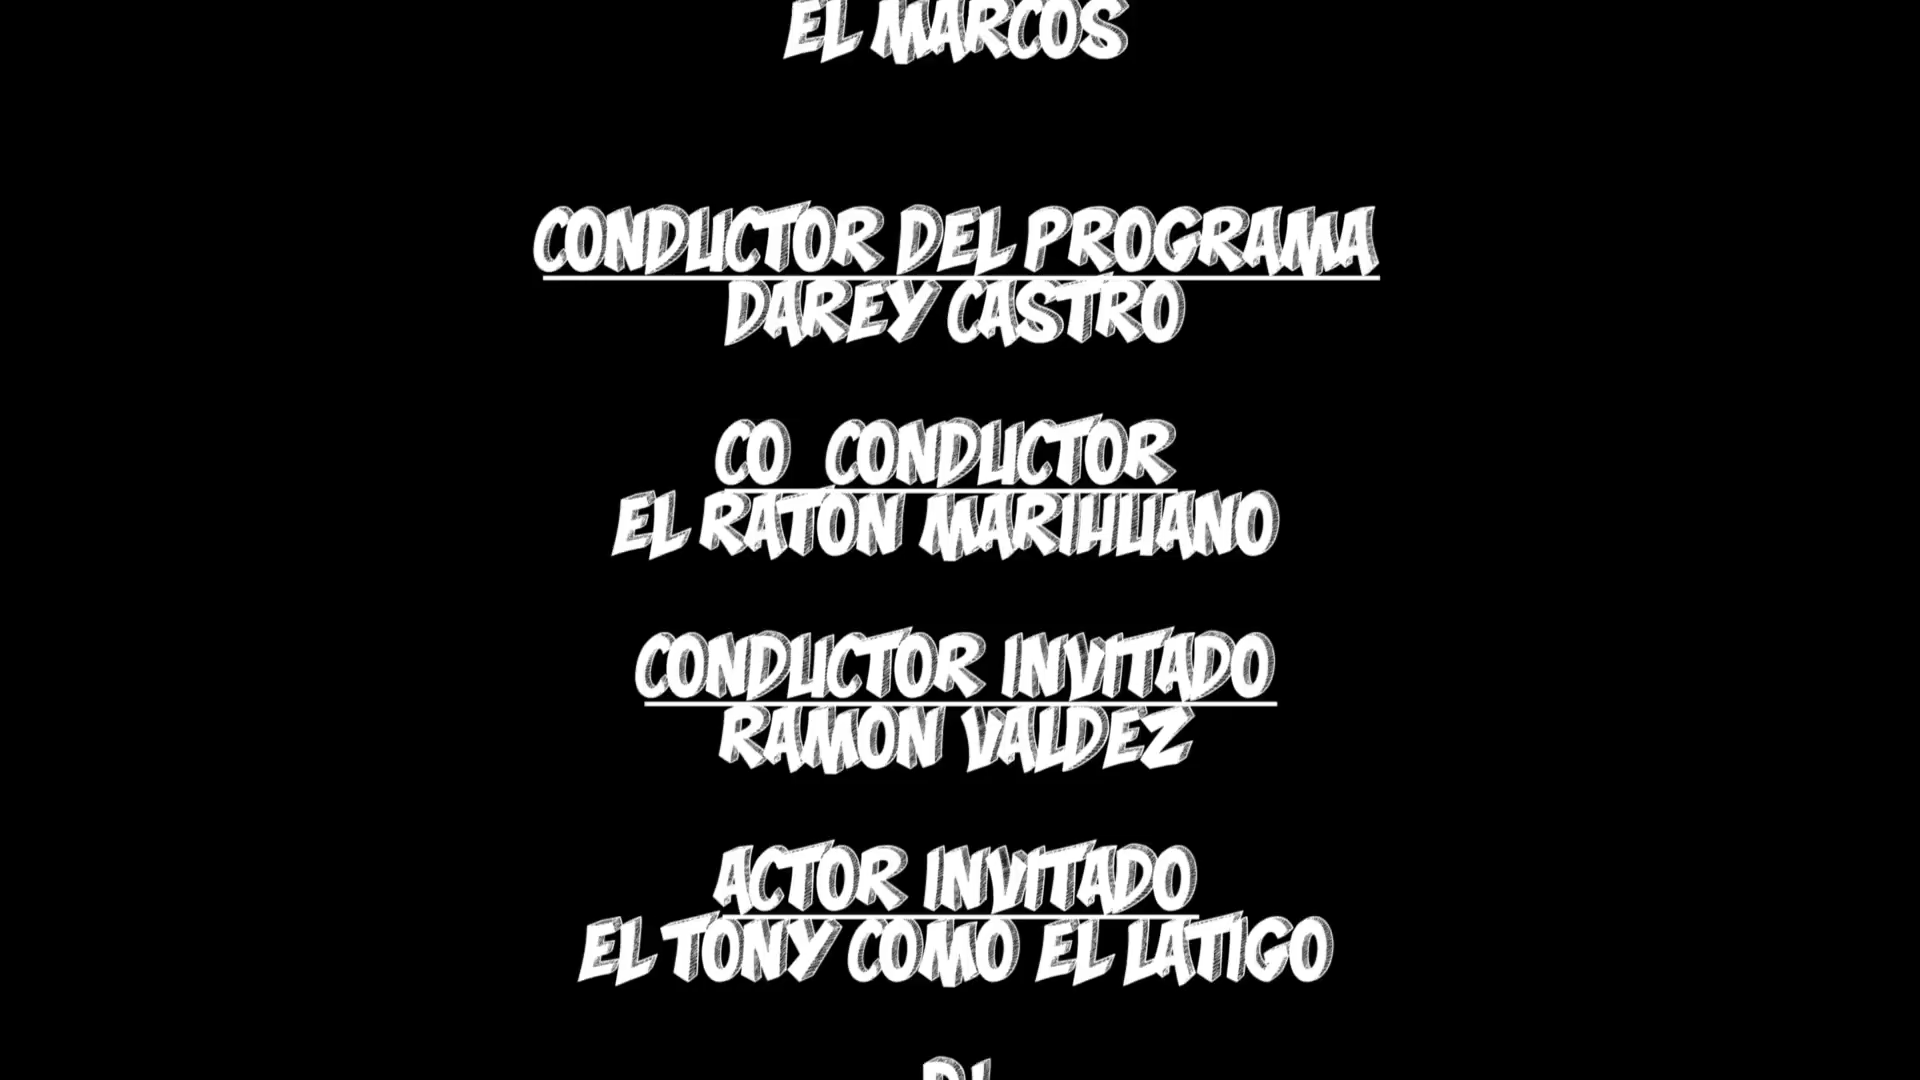 EL MARCOS
CONDUCTOR DEL PROGRAMA
DAREY CASTRO
CO CONDUCTOR
EL RATON MARIHUANO
CONDUCTOR INVITADO
RAMON VALDEZ
ACTOR INVITADO
EL TONY COMO EL LATIGO